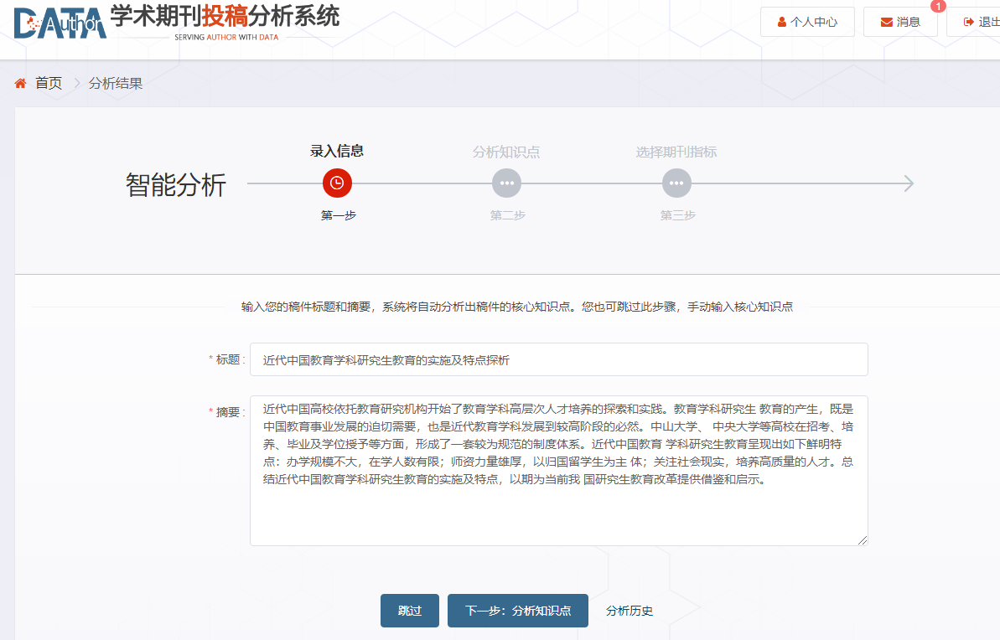 DATA Author 学术期刊投稿分析系统
SERVING AUTHOR WITH DATA
个人中心
消息
1
退出
首页 > 分析结果
智能分析
录入信息
第一步
分析知识点
第二步
选择期刊指标
第三步
输入您的稿件标题和摘要，系统将自动分析出稿件的核心知识点。您也可跳过此步骤，手动输入核心知识点
* 标题 : 近代中国教育学科研究生教育的实施及特点探析
* 摘要 : 近代中国高校依托教育研究机构开始了教育学科高层次人才培养的探索和实践。教育学科研究生 教育的产生，既是
中国教育事业发展的迫切需要，也是近代教育学科发展到较高阶段的必然。中山大学、 中央大学等高校在招考、培
养、毕业及学位授予等方面，形成了一套较为规范的制度体系。近代中国教育 学科研究生教育呈现出如下鲜明特
点：办学规模不大，在学人数有限；师资力量雄厚，以归国留学生为主 体；关注社会现实，培养高质量的人才。总
结近代中国教育学科研究生教育的实施及特点，以期为当前我 国研究生教育改革提供借鉴和启示。
跳过
下一步：分析知识点
分析历史